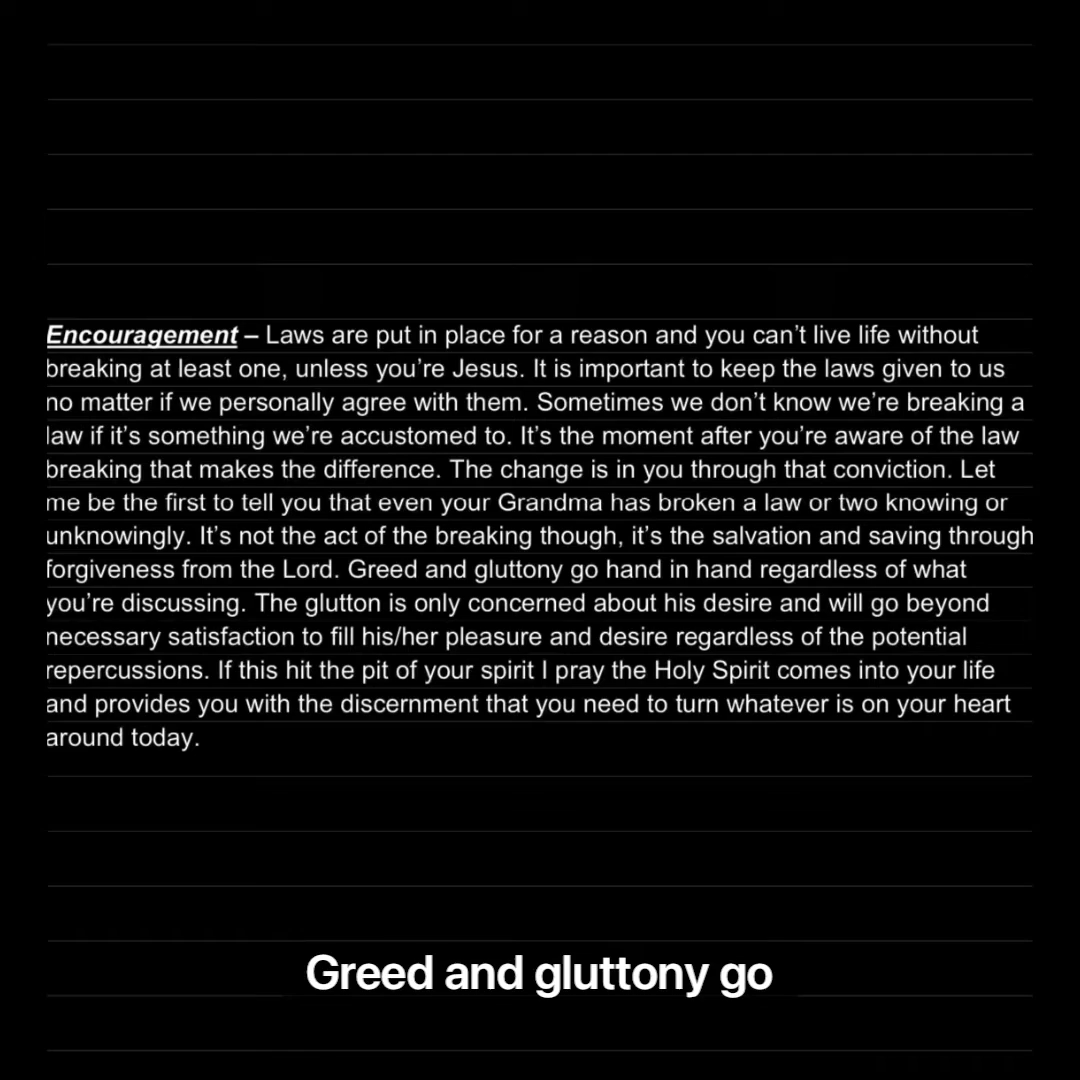 Encouragement – Laws are put in place for a reason and you can’t live life without
breaking at least one, unless you’re Jesus. It is important to keep the laws given to us
no matter if we personally agree with them. Sometimes we don’t know we’re breaking a
law if it’s something we’re accustomed to. It’s the moment after you’re aware of the law
breaking that makes the difference. The change is in you through that conviction. Let
me be the first to tell you that even your Grandma has broken a law or two knowing or
unknowingly. It’s not the act of the breaking though, it’s the salvation and saving through
forgiveness from the Lord. Greed and gluttony go hand in hand regardless of what
you’re discussing. The glutton is only concerned about his desire and will go beyond
necessary satisfaction to fill his/her pleasure and desire regardless of the potential
repercussions. If this hit the pit of your spirit I pray the Holy Spirit comes into your life
and provides you with the discernment that you need to turn whatever is on your heart
around today.
Greed and gluttony go